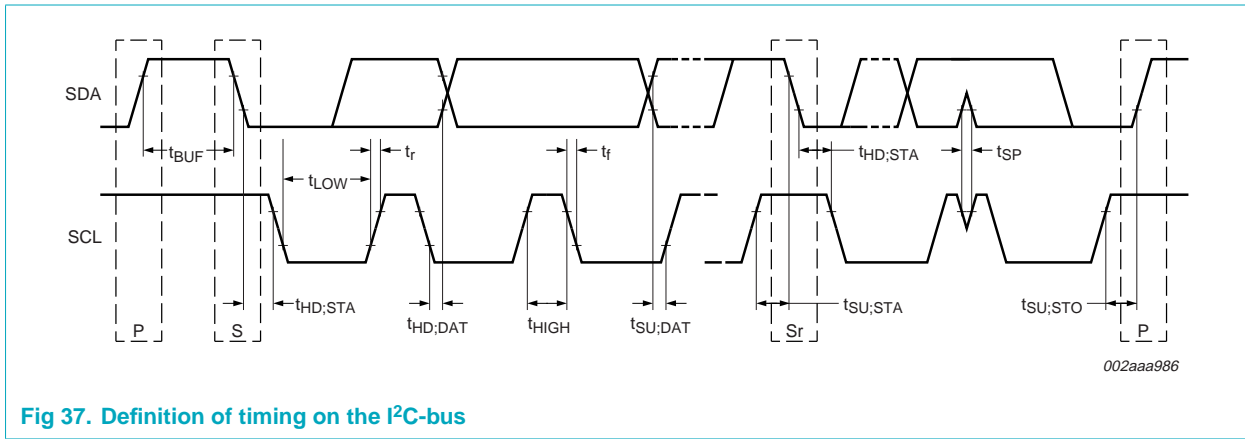 SDA
tBUF
tr
tf
tHD;STA
tSP
tLOW
SCL
tHD;STA
tHD;DAT
tHIGH
tSU;DAT
tSU;STA
tSU;STO
P
S
Sr
P
002aaa986
Fig 37. Definition of timing on the I²C-bus